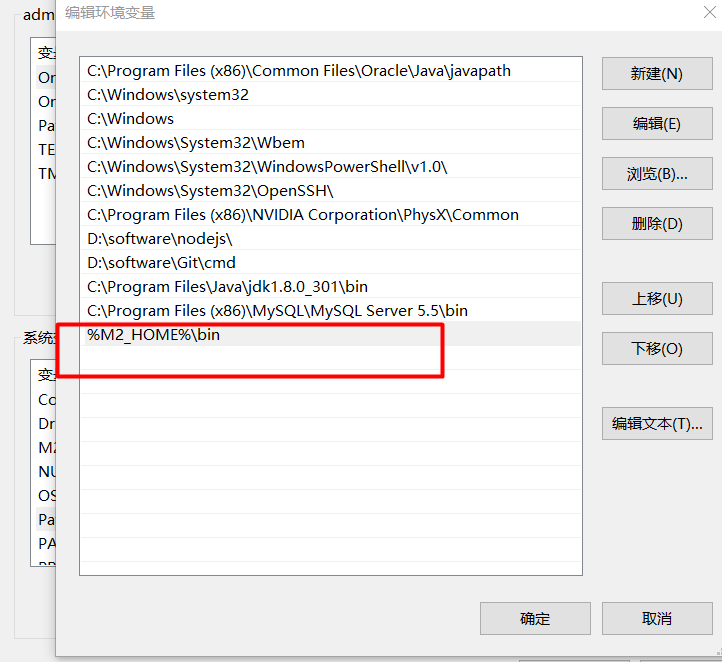 编辑环境变量
adm
变
Or
Or
Pa
TE
TM
C:\Program Files (x86)\Common Files\Oracle\Java\javapath
C:\Windows\system32
C:\Windows
C:\Windows\System32\Wbem
C:\Windows\System32\WindowsPowerShell\v1.0\
C:\Windows\System32\OpenSSH\
C:\Program Files (x86)\NVIDIA Corporation\PhysX\Common
D:\software\nodejs\
D:\software\Git\cmd
C:\Program Files\Java\jdk1.8.0_301\bin
C:\Program Files (x86)\MySQL\MySQL Server 5.5\bin
%M2_HOME%\bin
新建(N)
编辑(E)
浏览(B)...
删除(D)
上移(U)
下移(O)
编辑文本(T)...
系统
变
Co
Dr
M2
NU
OS
Pa
PA
确定
取消